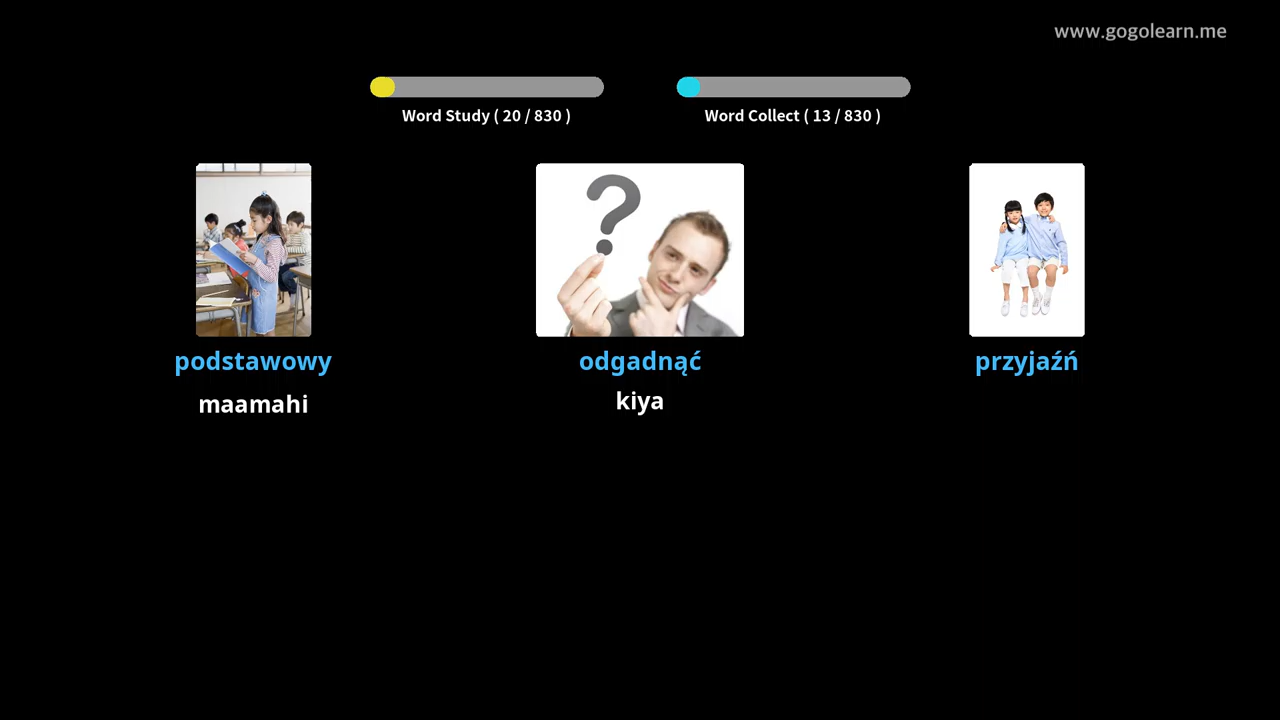 www.gogolearn.me
Word Study ( 20 / 830 )
Word Collect ( 13 / 830 )
podstawowy
odgadnąć
przyjaźń
maamahi
kiya